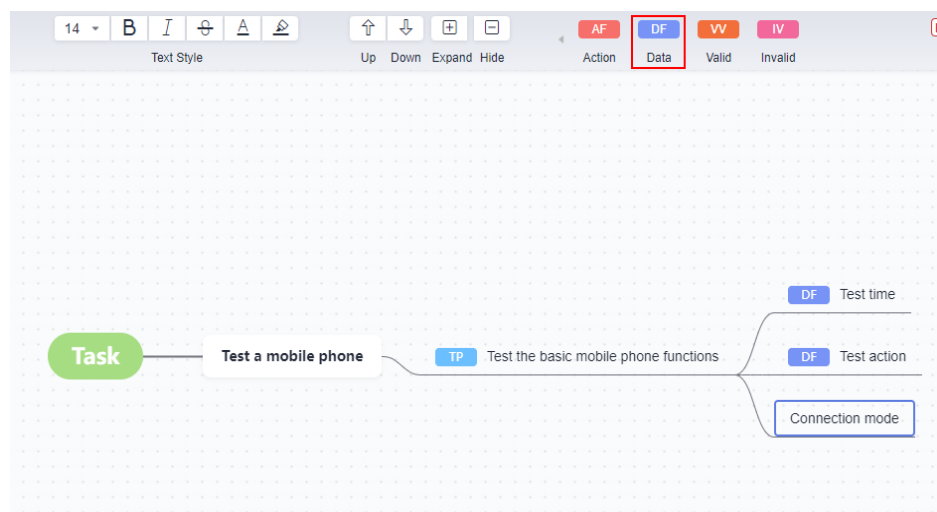 14 B I S A
AF DF VV IV
Text Style Up Down Expand Hide Action Data Valid Invalid
DF Test time
Task Test a mobile phone TP Test the basic mobile phone functions DF Test action
Connection mode